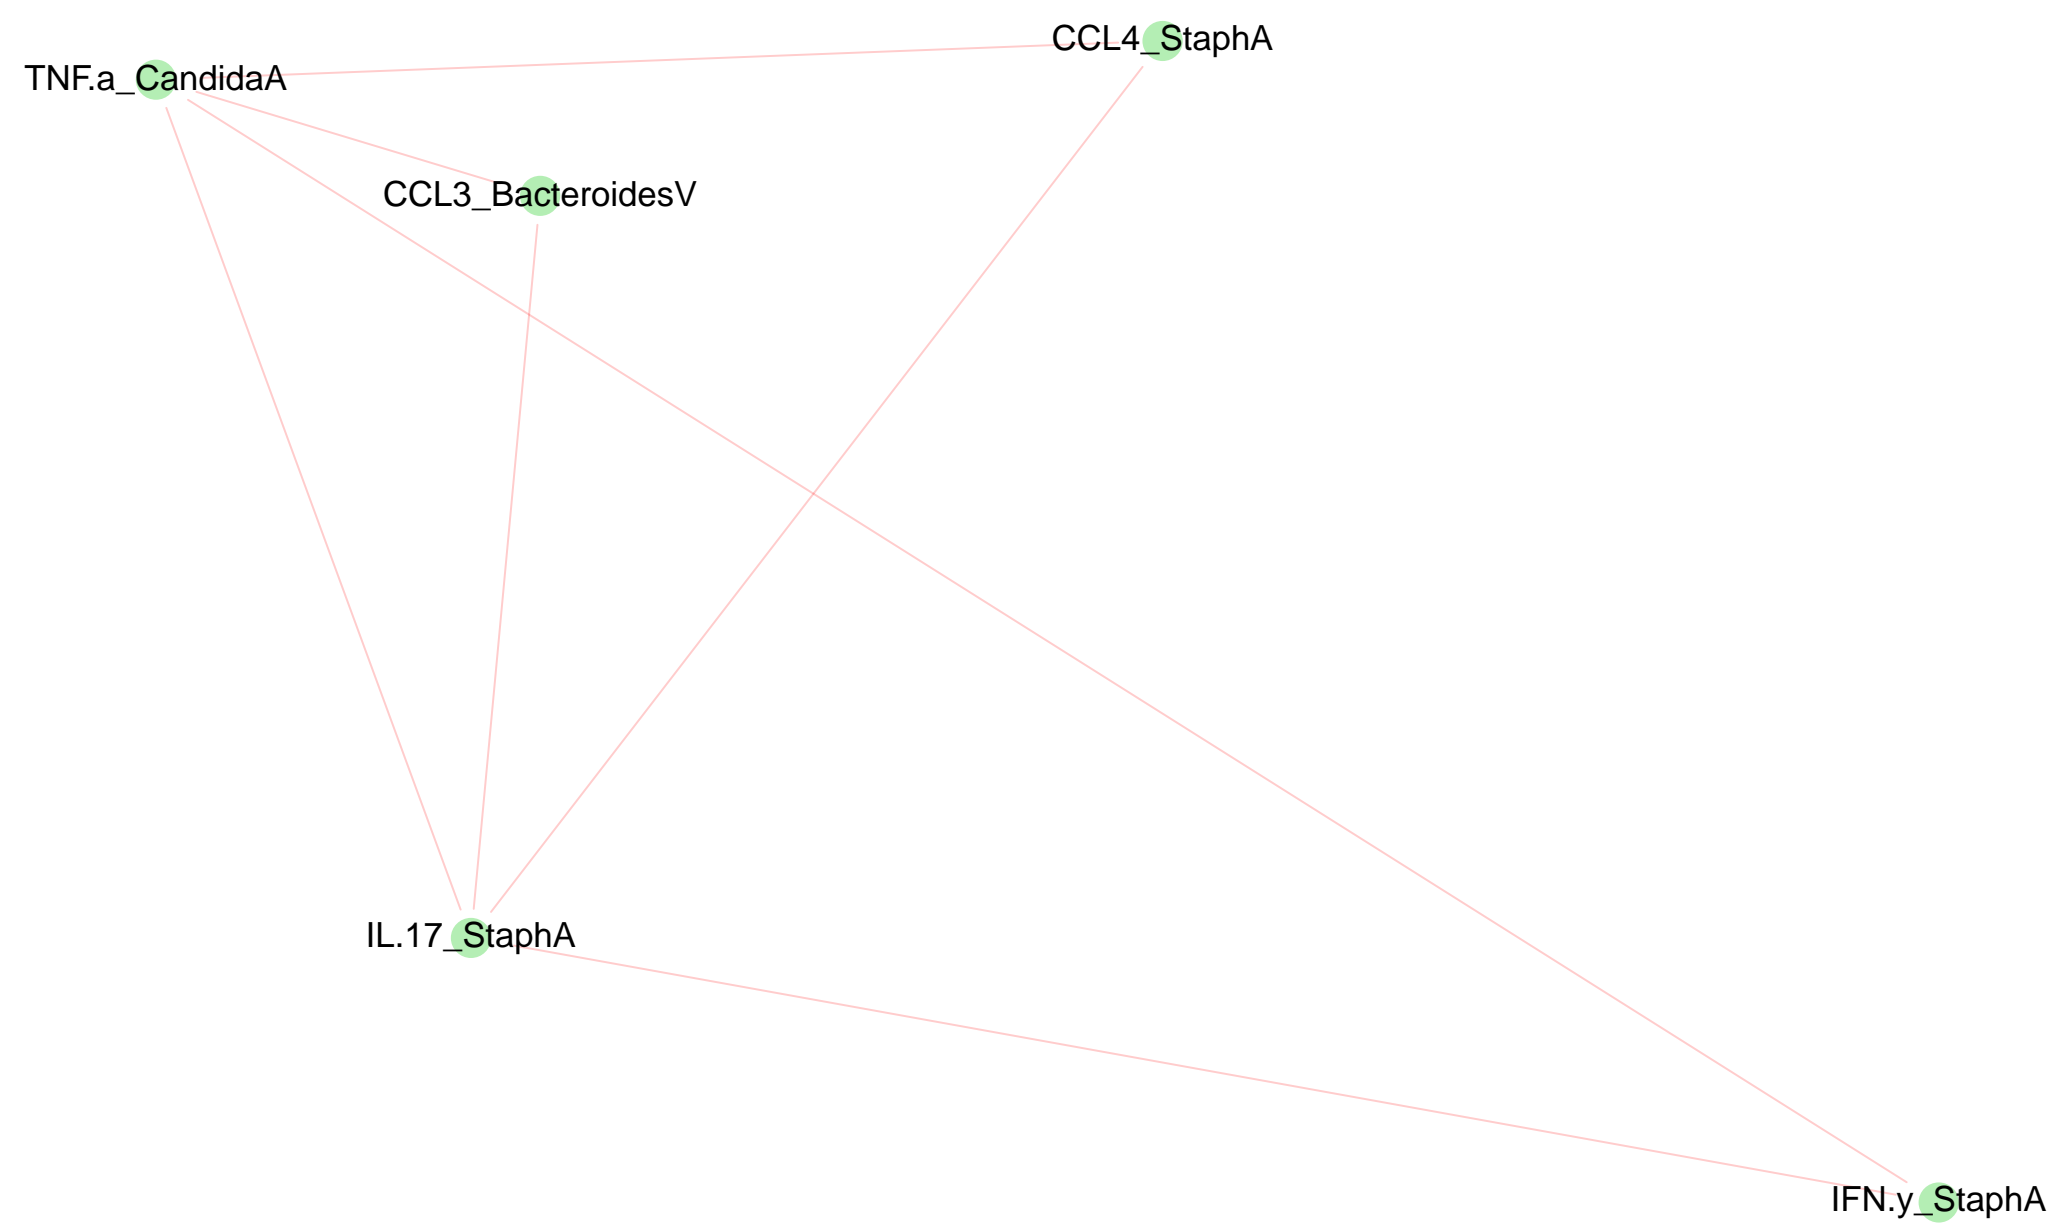 CCL4_StaphA
TNF.a_CandidaA
CCL3_BacteroidesV
IL.17_StaphA
IFN.y_StaphA